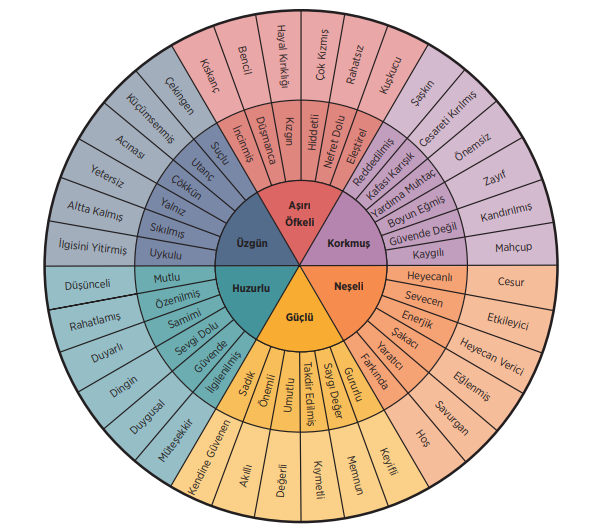 Aşırı
Öfkeli
Korkmuş
Neşeli
Güçlü
Huzurlu
Üzgün
İncinmiş
Düşmanca
Kızgın
Hiddetli
Nefret Dolu
Eleştirel
Reddedilmiş
Kafası Karışık
Yardıma Muhtaç
Boyun Eğmiş
Güvende Değil
Kaygılı
Heyecanlı
Sevecen
Enerjik
Şakacı
Yaratıcı
Farkında
Gururlu
Saygı Değer
Takdir Edilmiş
Umutlu
Önemli
Sadık
İlgilenilmiş
Güvende
Sevgi Dolu
Samimi
Özenilmiş
Mutlu
Uykulu
Sıkılmış
Yalnız
Çökkün
Utanç
Suçlu
Kıskanç
Bencil
Hayal Kırıklığı
Çok Kızmış
Rahatsız
Kuşkucu
Şaşkın
Cesareti Kırılmış
Önemsiz
Zayıf
Kandırılmış
Mahçup
Cesur
Etkileyici
Heyecan Verici
Eğlenmiş
Savurgan
Hoş
Keyifli
Memnun
Kıymetli
Değerli
Akıllı
Kendine Güvenen
Müteşekkir
Duygusal
Dingin
Duyarlı
Rahatlamış
Düşünceli
İlgisini Yitirmiş
Altta Kalmış
Yetersiz
Acınası
Küçümsenmiş
Çekingen